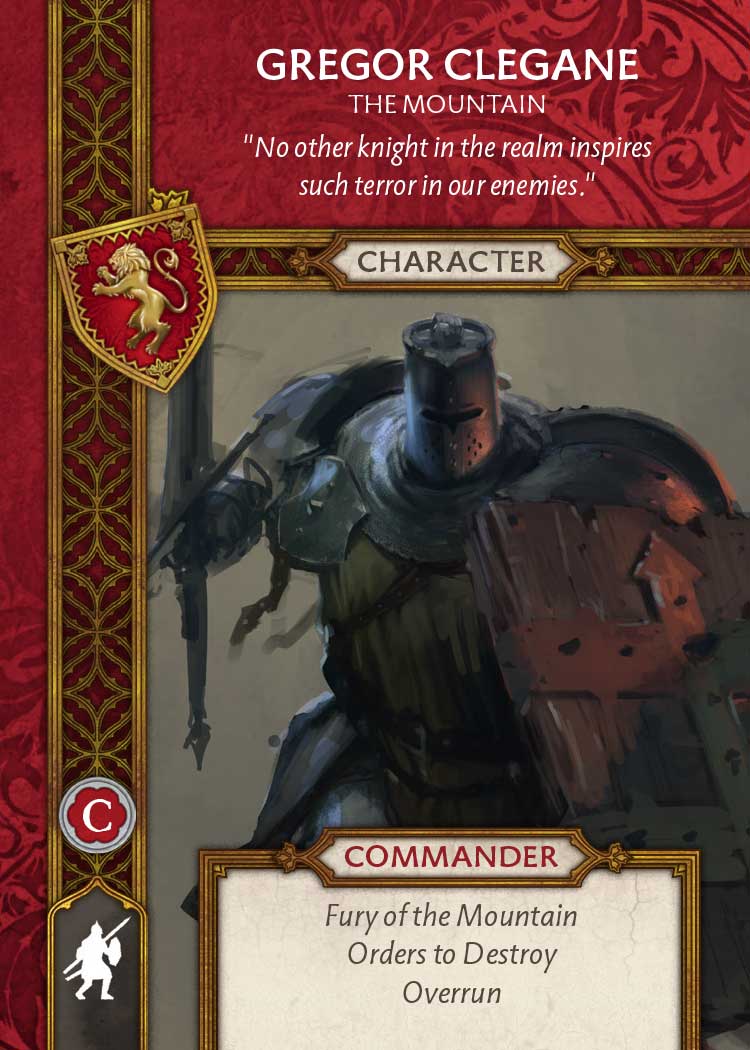 GREGOR CLEGANE
THE MOUNTAIN
"No other knight in the realm inspires
such terror in our enemies."
CHARACTER
C
COMMANDER
Fury of the Mountain
Orders to Destroy
Overrun